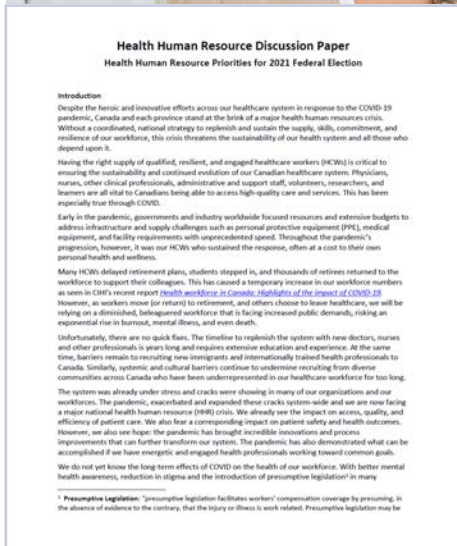 Health Human Resource Discussion Paper
Health Human Resource Priorities for 2021 Federal Election
Introduction
Despite the heroic and innovative efforts across our healthcare system in response to the COVID-19
pandemic, Canada and each province stand at the brink of a major health human resources crisis.
Without a coordinated, national strategy to replenish and sustain the supply, skills, commitment, and
resilience of our workforce, this crisis threatens the sustainability of our health system and all those who
depend upon it.
Having the right supply of qualified, resilient, and engaged healthcare workers (HCWs) is critical to
ensuring the sustainability and continued evolution of our Canadian healthcare system. Physicians,
nurses, other clinical professionals, administrative and support staff, volunteers, researchers, and
learners are all vital to Canadians being able to access high-quality care and services. This has been
especially true through COVID.
Early in the pandemic, governments and industry worldwide focused resources and extensive budgets to
address infrastructure and supply challenges such as personal protective equipment (PPE), medical
equipment, and facility requirements with unprecedented speed. Throughout the pandemic's
progression, however, it was our HCWs who sustained the response, often at a cost to their own
personal health and wellness.
Many HCWs delayed retirement plans, students stepped in, and thousands of retirees returned to the
workforce to support their colleagues. This has caused a temporary increase in our workforce numbers
as seen in CIHI's recent report Health workforce in Canada: Highlights of the impact of COVID-19.
However, as workers move (or return) to retirement, and others choose to leave healthcare, we will be
relying on a diminished, beleaguered workforce that is facing increased public demands, risking an
exponential rise in burnout, mental illness, and even death.
Unfortunately, there are no quick fixes. The timeline to replenish the system with new doctors, nurses
and other professionals is years long and requires extensive education and experience. At the same
time, barriers remain to recruiting new immigrants and internationally trained health professionals to
Canada. Similarly, systemic and cultural barriers continue to undermine recruiting from diverse
communities across Canada who have been underrepresented in our healthcare workforce for too long.
The system was already under stress and cracks were showing in many of our organizations and our
workforces. The pandemic, exacerbated and expanded these cracks system-wide and we are now facing
a major national health human resource (HHR) crisis. We already see the impact on access, quality, and
efficiency of patient care. We also fear a corresponding impact on patient safety and health outcomes.
However, we also see hope: the pandemic has brought incredible innovations and process
improvements that can further transform our system. The pandemic has also demonstrated what can be
accomplished if we have energetic and engaged health professionals working toward common goals.
We do not yet know the long-term effects of COVID on the health of our workforce. With better mental
health awareness, reduction in stigma and the introduction of presumptive legislation¹ in many
¹ Presumptive Legislation: "presumptive legislation facilitates workers' compensation coverage by presuming, in
the absence of evidence to the contrary, that the injury or illness is work related. Presumptive legislation may be